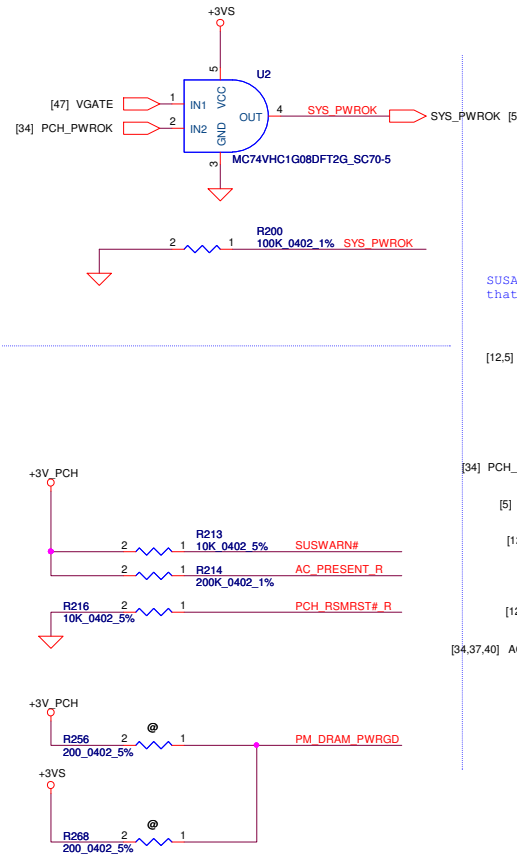 +3VS
5
U2
[47] VGATE
1
IN1
VCC
[34] PCH_PWROK
2
IN2
GND
OUT
4
SYS_PWROK
SYS_PWROK [5
3
MC74VHC1G08DFT2G_SC70-5
R200
2
1
100K_0402_1%
SYS_PWROK
SUSA
that
[12,5]
+3V_PCH
[34] PCH_
[5]
R213
2
1
10K_0402_5%
SUSWARN#
2
1
R214
AC_PRESENT_R
200K_0402_1%
R216
2
1
PCH_RSMRST#_R
10K_0402_5%
[12
[34,37,40] A
+3V_PCH
@
R256
2
1
PM_DRAM_PWRGD
200_0402_5%
+3VS
@
R268
2
1
200_0402_5%